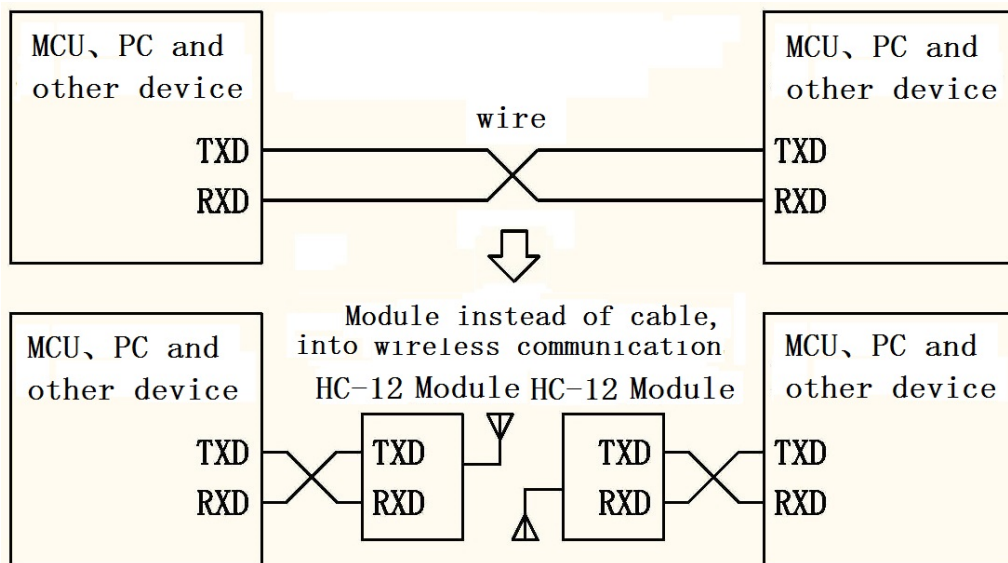 MCU、PC and
other device
TXD
RXD
wire
MCU、PC and
other device
TXD
RXD
Module instead of cable,
into wireless communication
MCU、PC and
other device
TXD
RXD
HC-12 Module
TXD
RXD
HC-12 Module
TXD
RXD
MCU、PC and
other device
TXD
RXD